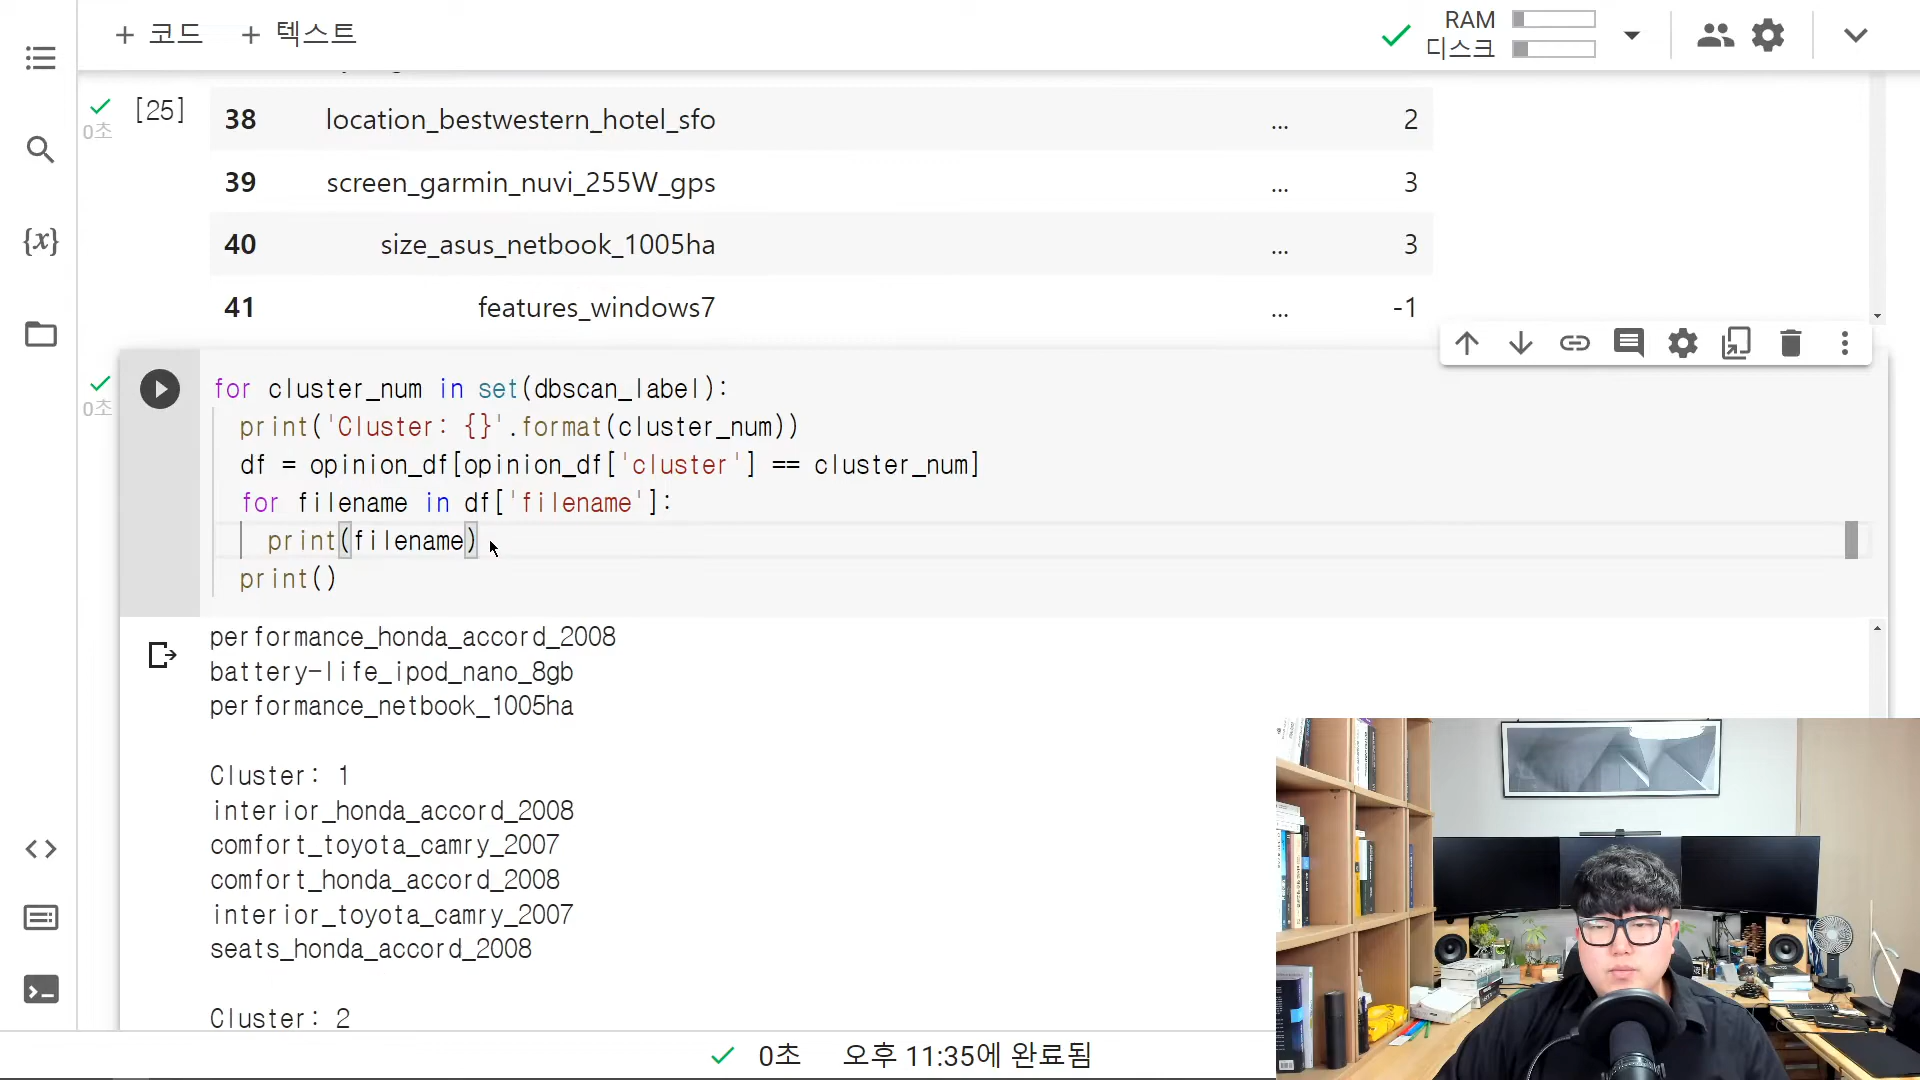 + 코드 + 텍스트
RAM
디스크
[25]
0초
38 location_bestwestern_hotel_sfo ... 2
39 screen_garmin_nuvi_255W_gps ... 3
40 size_asus_netbook_1005ha ... 3
41 features_windows7 ... -1
{x}
0초
for cluster_num in set(dbscan_label):
print('Cluster: {}'.format(cluster_num))
df = opinion_df[opinion_df['cluster'] == cluster_num]
for filename in df['filename']:
print(filename)
print()
performance_honda_accord_2008
battery-life_ipod_nano_8gb
performance_netbook_1005ha
Cluster: 1
interior_honda_accord_2008
comfort_toyota_camry_2007
comfort_honda_accord_2008
interior_toyota_camry_2007
seats_honda_accord_2008
Cluster: 2
0초 오후 11:35에 완료됨